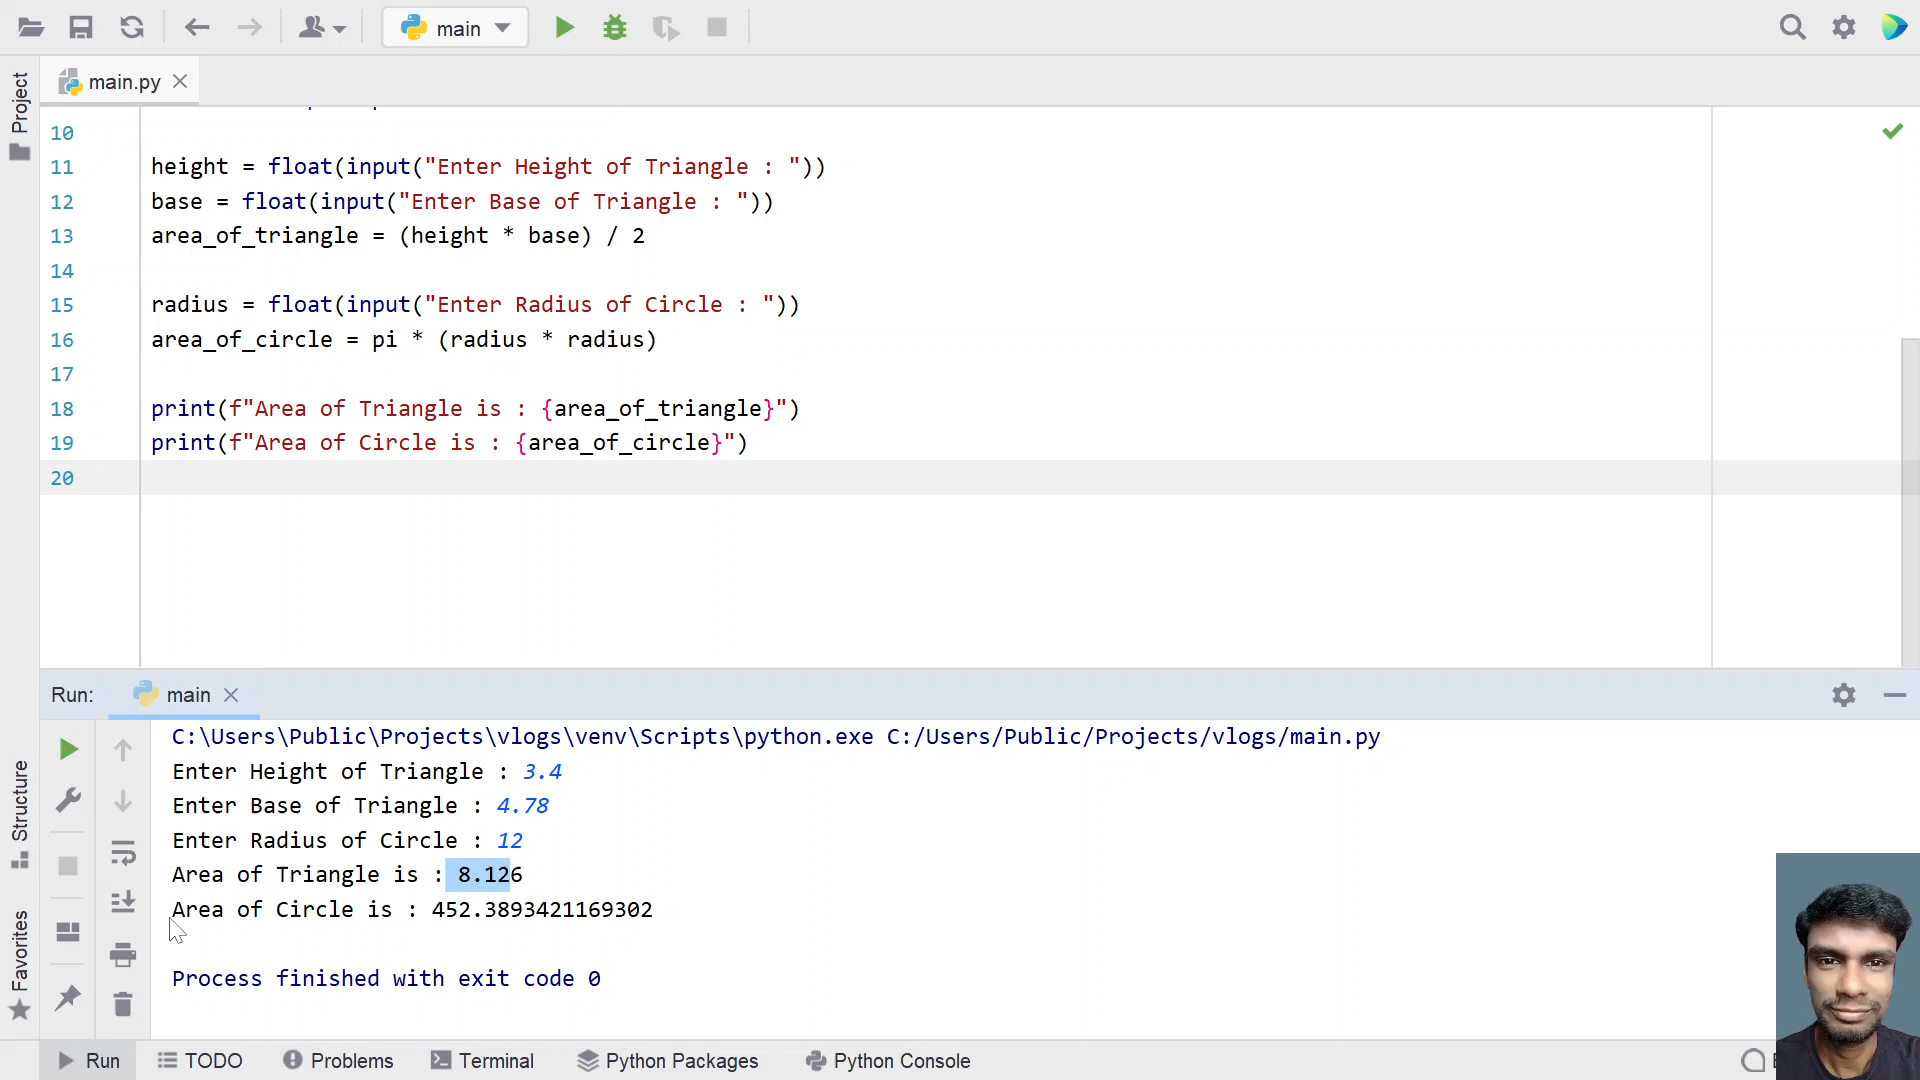 main
main.py
Project
10
11 height = float(input("Enter Height of Triangle : "))
12 base = float(input("Enter Base of Triangle : "))
13 area_of_triangle = (height * base) / 2
14
15 radius = float(input("Enter Radius of Circle : "))
16 area_of_circle = pi * (radius * radius)
17
18 print(f"Area of Triangle is : {area_of_triangle}")
19 print(f"Area of Circle is : {area_of_circle}")
20
Run: main
C:\Users\Public\Projects\vlogs\venv\Scripts\python.exe C:/Users/Public/Projects/vlogs/main.py
Enter Height of Triangle : 3.4
Enter Base of Triangle : 4.78
Enter Radius of Circle : 12
Area of Triangle is : 8.126
Area of Circle is : 452.3893421169302
Process finished with exit code 0
Structure
Favorites
Run TODO Problems Terminal Python Packages Python Console